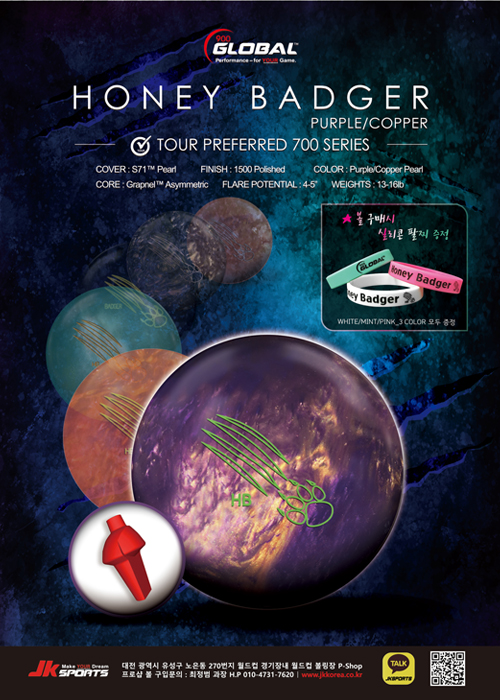 900
GLOBAL™
Performance~for YOUR Game.
HONEY BADGER
PURPLE/COPPER
TOUR PREFERRED 700 SERIES
COVER : S71™ Pearl FINISH : 1500 Polished COLOR : Purple/Copper Pearl
CORE : Grapnel™ Asymmetric FLARE POTENTIAL : 4-5" WEIGHTS : 13-16lb
볼 구매시
실리콘 팔찌 증정
GLOBAL
Honey Badger
ney Badger
WHITE/MINT/PINK_3 COLOR 모두 증정
HB
Make YOUR Dream
JK SPORTS
대전 광역시 유성구 노은동 270번지 월드컵 경기장내 월드컵 볼링장 P-Shop
프로샵 볼 구입문의 : 최정범 과장 H.P 010-4731-7620 | www.jkkorea.co.kr
TALK
JKSPORTS